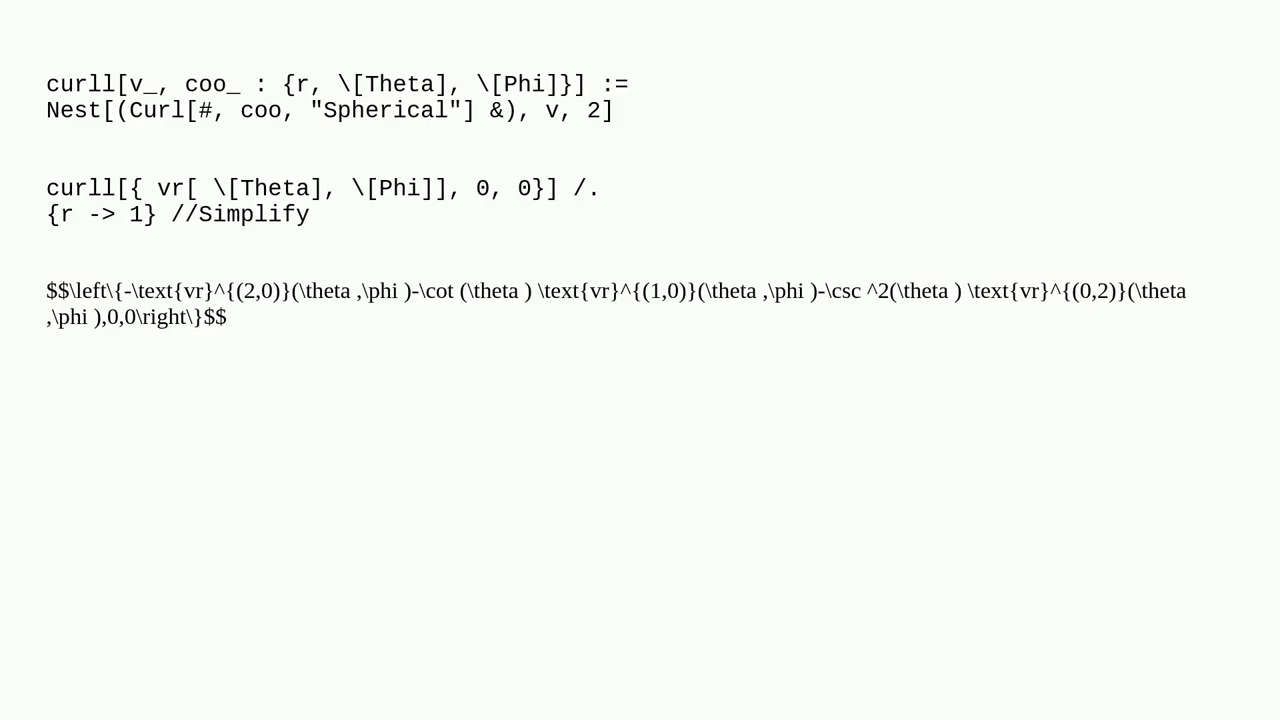 curll[v_, coo_ : {r, \[Theta], \[Phi]}] :=
Nest[(Curl[#, coo, "Spherical"] &), v, 2]
curll[{ vr[ \[Theta], \[Phi]], 0, 0}] /.
{r -> 1} //Simplify
$$\left\{-\text{vr}^{(2,0)}(\theta ,\phi )-\cot (\theta ) \text{vr}^{(1,0)}(\theta ,\phi )-\csc ^2(\theta ) \text{vr}^{(0,2)}(\theta
,\phi ),0,0\right\}$$